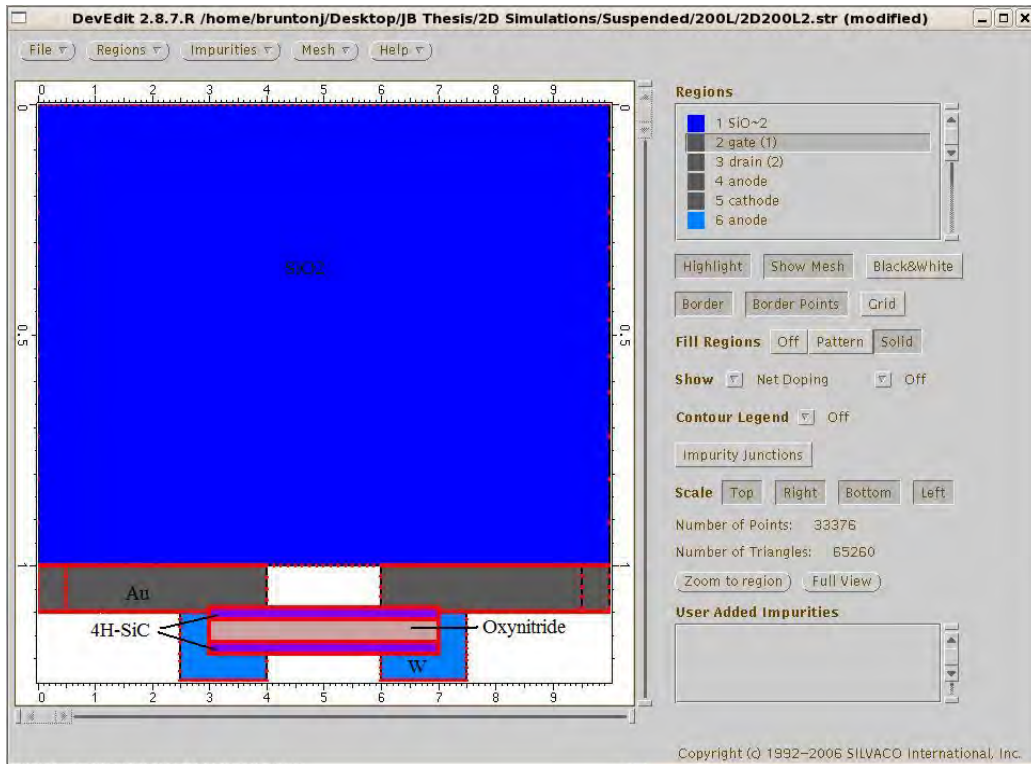 DevEdit 2.8.7.R /home/bruntonj/Desktop/JB Thesis/2D Simulations/Suspended/200L/2D200L2.str (modified)
File Regions Impurities Mesh Help
0 1 2 3 4 5 6 7 8 9
0 0
0.5 0.5
1 1
SiO2
Au
4H-SiC
Oxynitride
W
0 1 2 3 4 5 6 7 8 9
Regions
1 SiO~2
2 gate (1)
3 drain (2)
4 anode
5 cathode
6 anode
Highlight Show Mesh Black&White
Border Border Points Grid
Fill Regions Off Pattern Solid
Show Net Doping Off
Contour Legend Off
Impurity Junctions
Scale Top Right Bottom Left
Number of Points: 33376
Number of Triangles: 65260
Zoom to region Full View
User Added Impurities
Copyright (c) 1992-2006 SILVACO International, Inc.